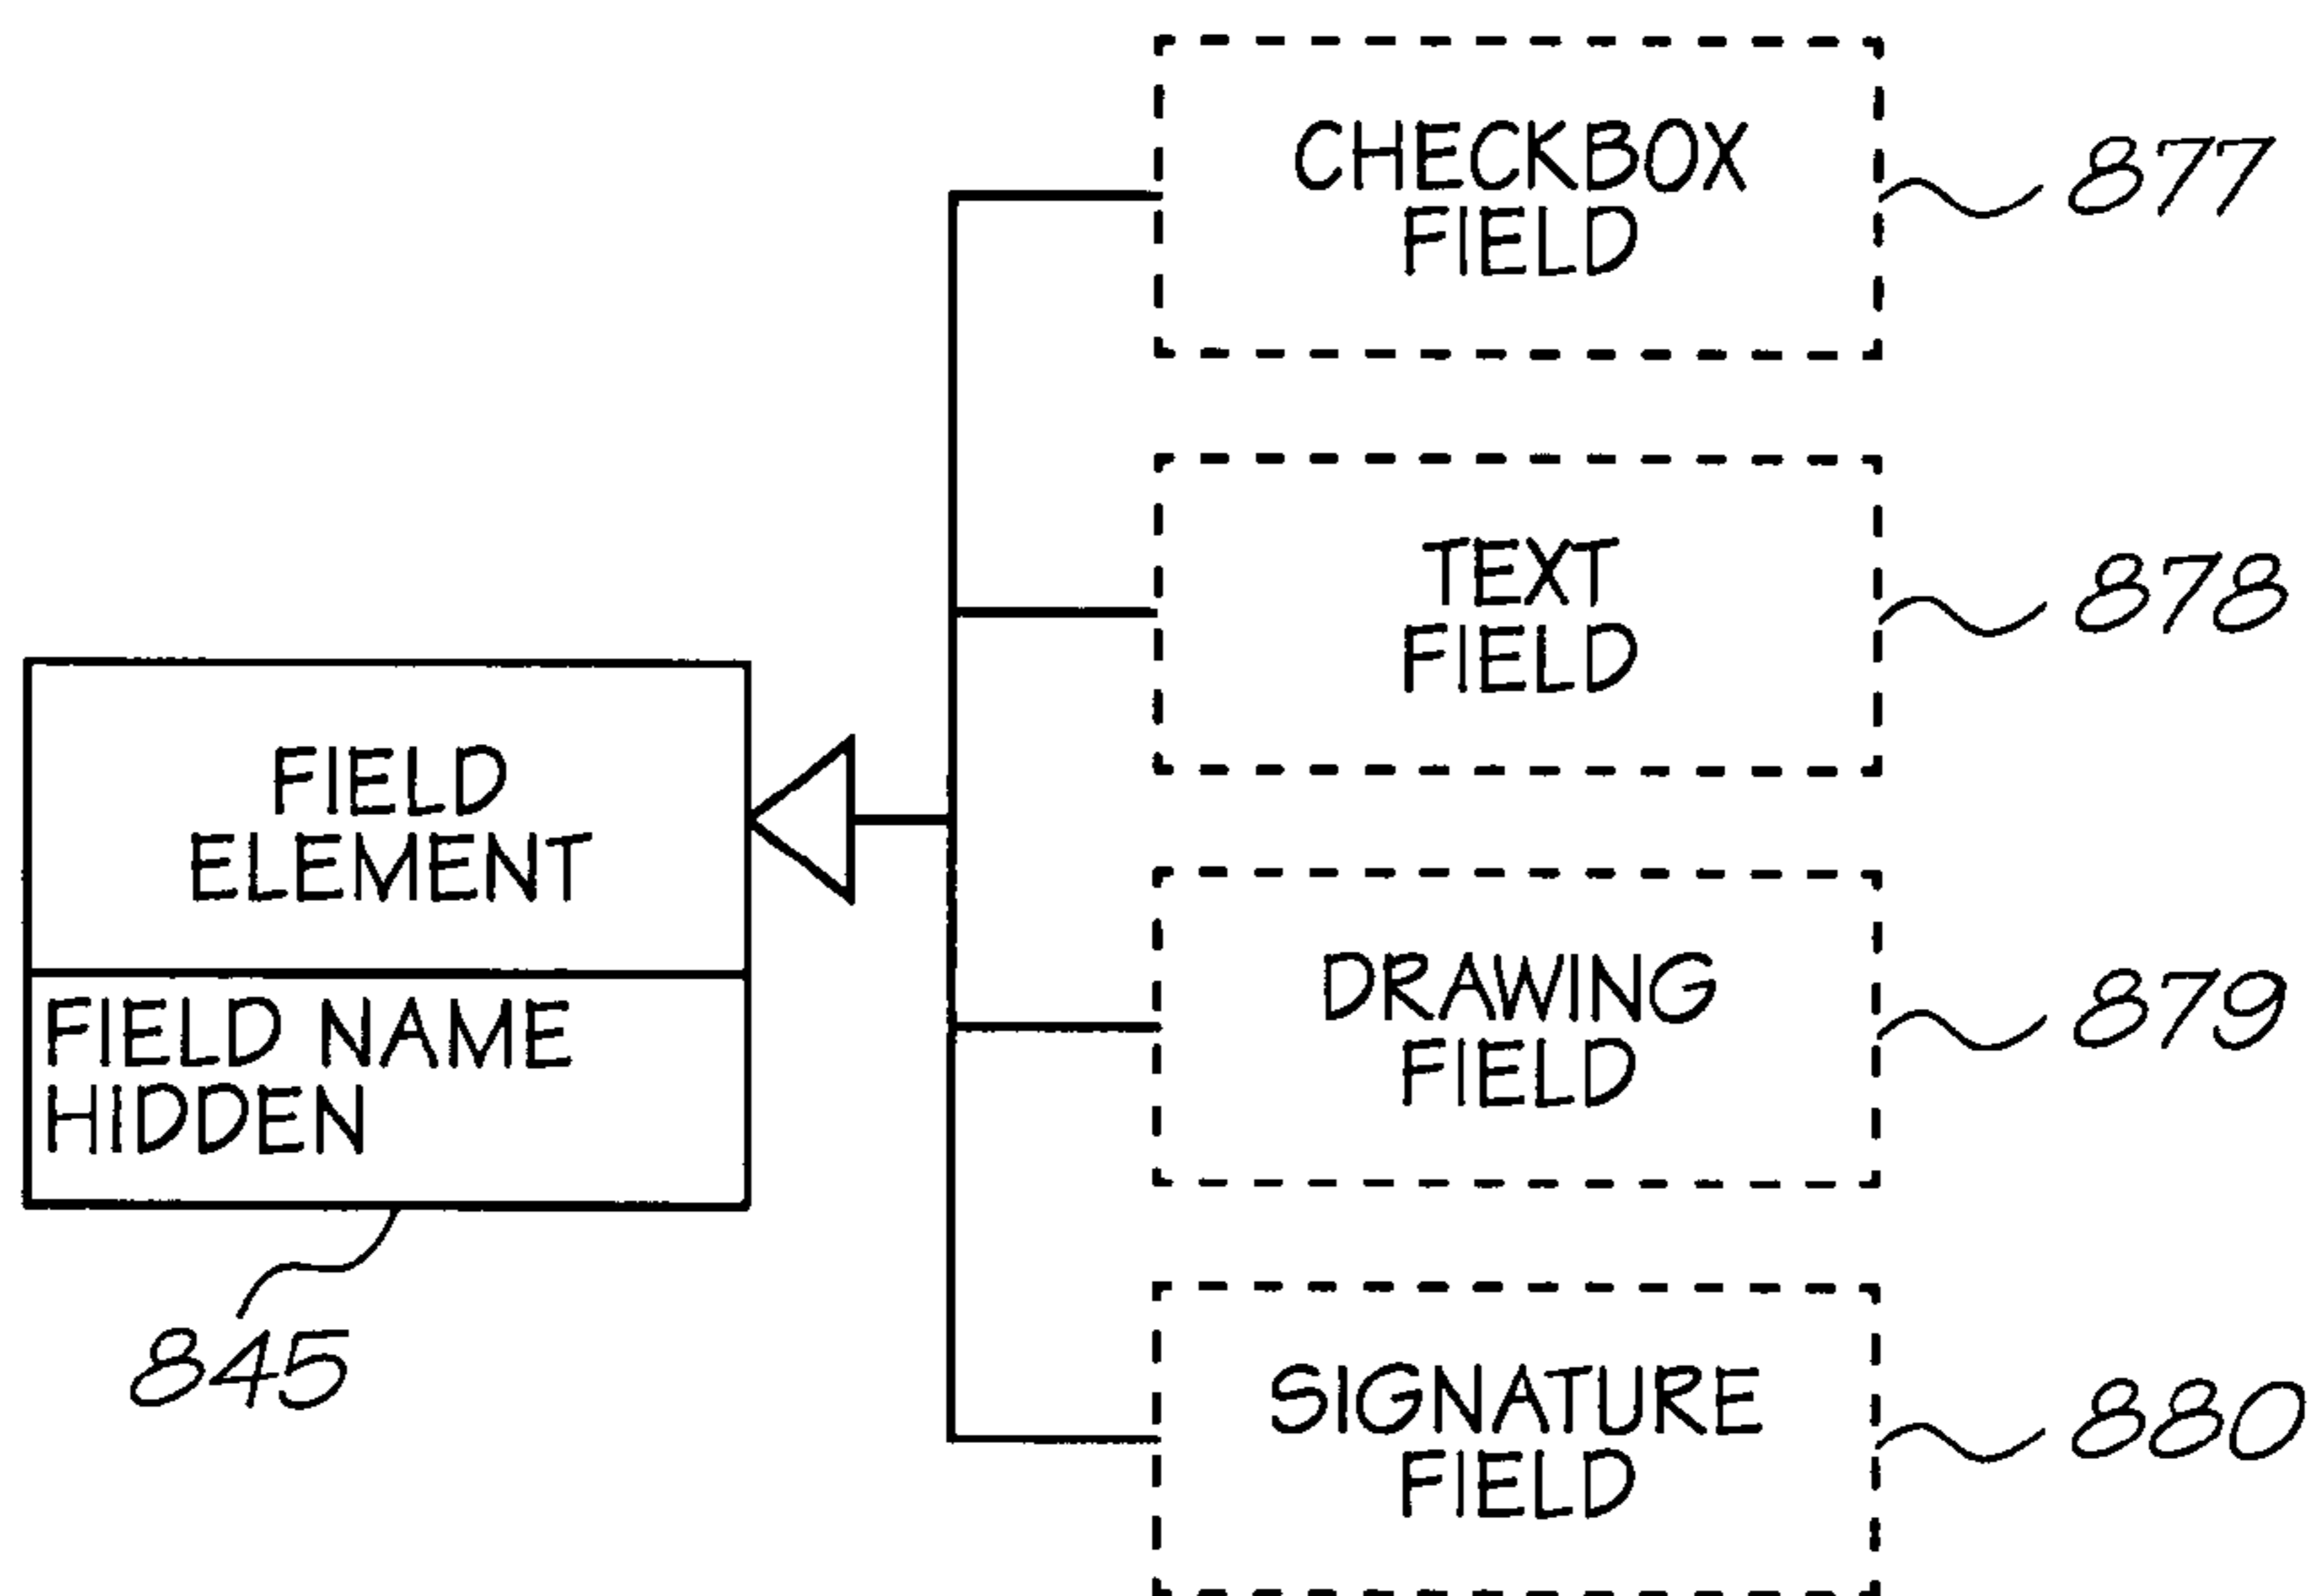 CHECKBOX
FIELD
877
TEXT
FIELD
878
FIELD
ELEMENT
FIELD NAME
HIDDEN
845
DRAWING
FIELD
879
SIGNATURE
FIELD
880